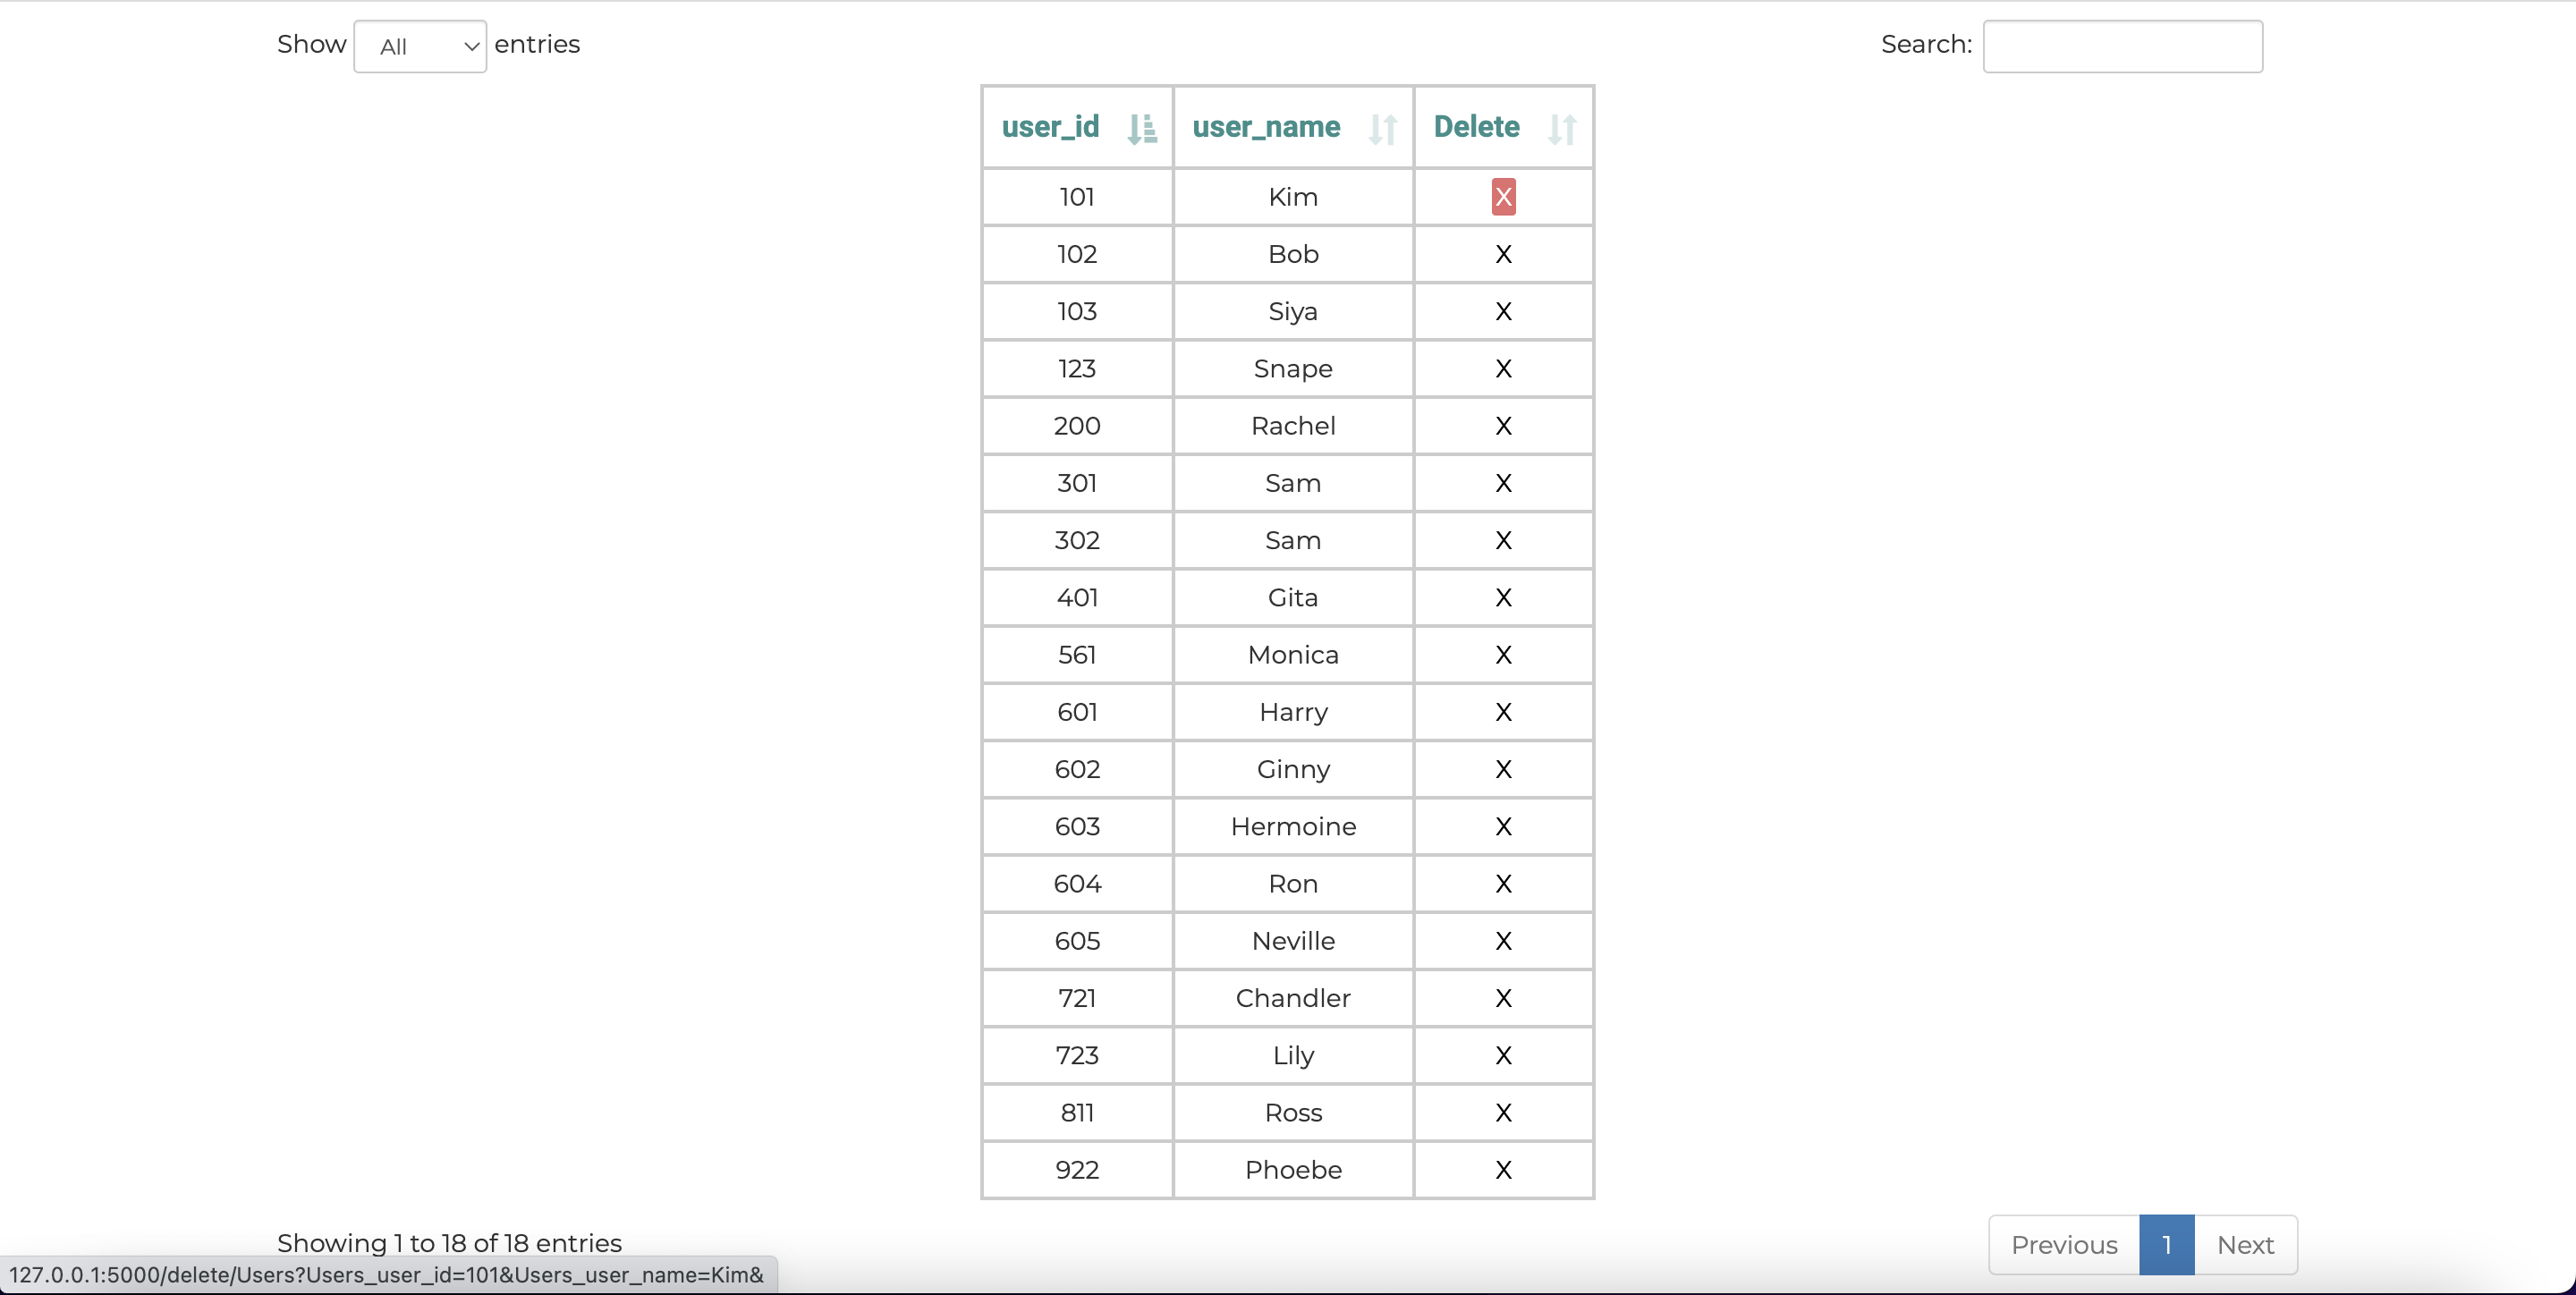 Show All entries Search:
user_id user_name Delete
101 Kim X
102 Bob X
103 Siya X
123 Snape X
200 Rachel X
301 Sam X
302 Sam X
401 Gita X
561 Monica X
601 Harry X
602 Ginny X
603 Hermoine X
604 Ron X
605 Neville X
721 Chandler X
723 Lily X
811 Ross X
922 Phoebe X
Showing 1 to 18 of 18 entries Previous 1 Next
127.0.0.1:5000/delete/Users?Users_user_id=101&Users_user_name=Kim&